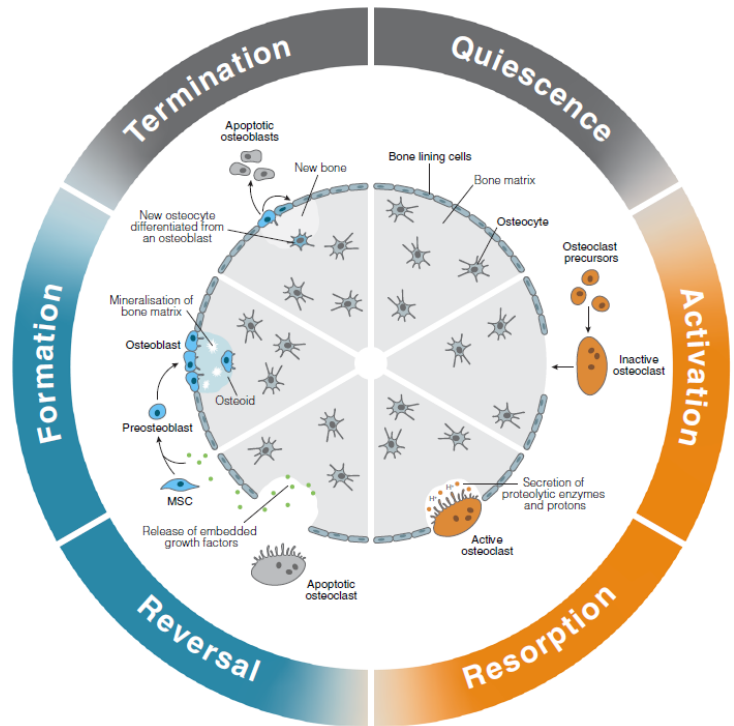 Termination
Quiescence
Activation
Resorption
Reversal
Formation
Apoptotic
osteoblasts
New bone
New osteocyte
differentiated from
an osteoblast
Bone lining cells
Bone matrix
Osteocyte
Osteoclast
precursors
Inactive
osteoclast
Mineralisation of
bone matrix
Osteoblast
Osteoid
Preosteoblast
MSC
Release of embedded
growth factors
Apoptotic
osteoclast
H+
H+
Secretion of
proteolytic enzymes
and protons
Active
osteoclast